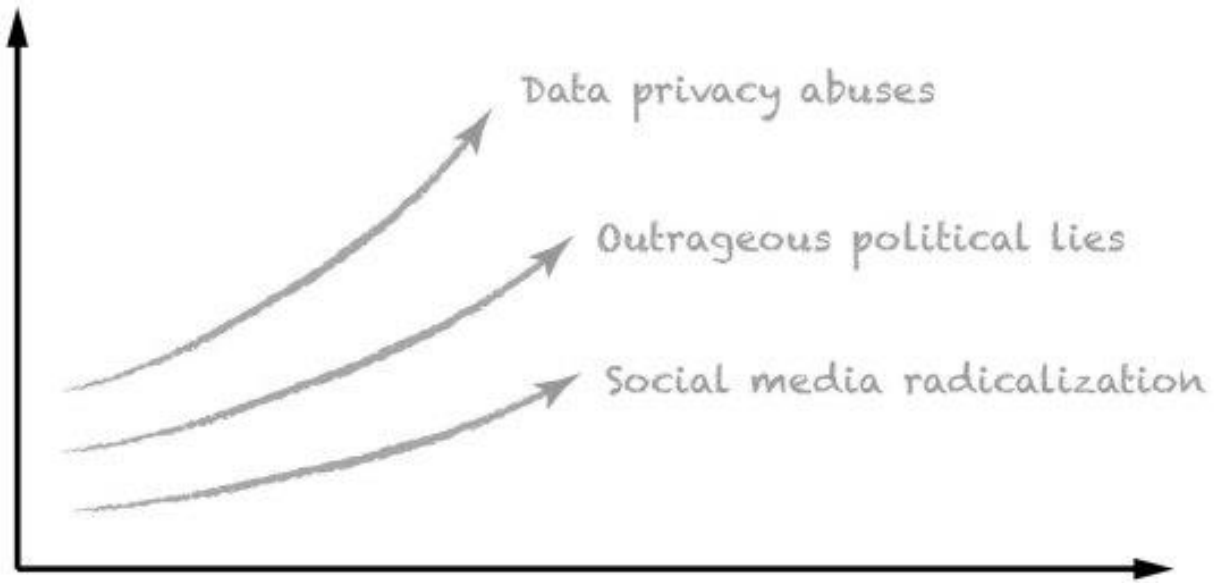 Data privacy abuses
Outrageous political lies
Social media radicalization